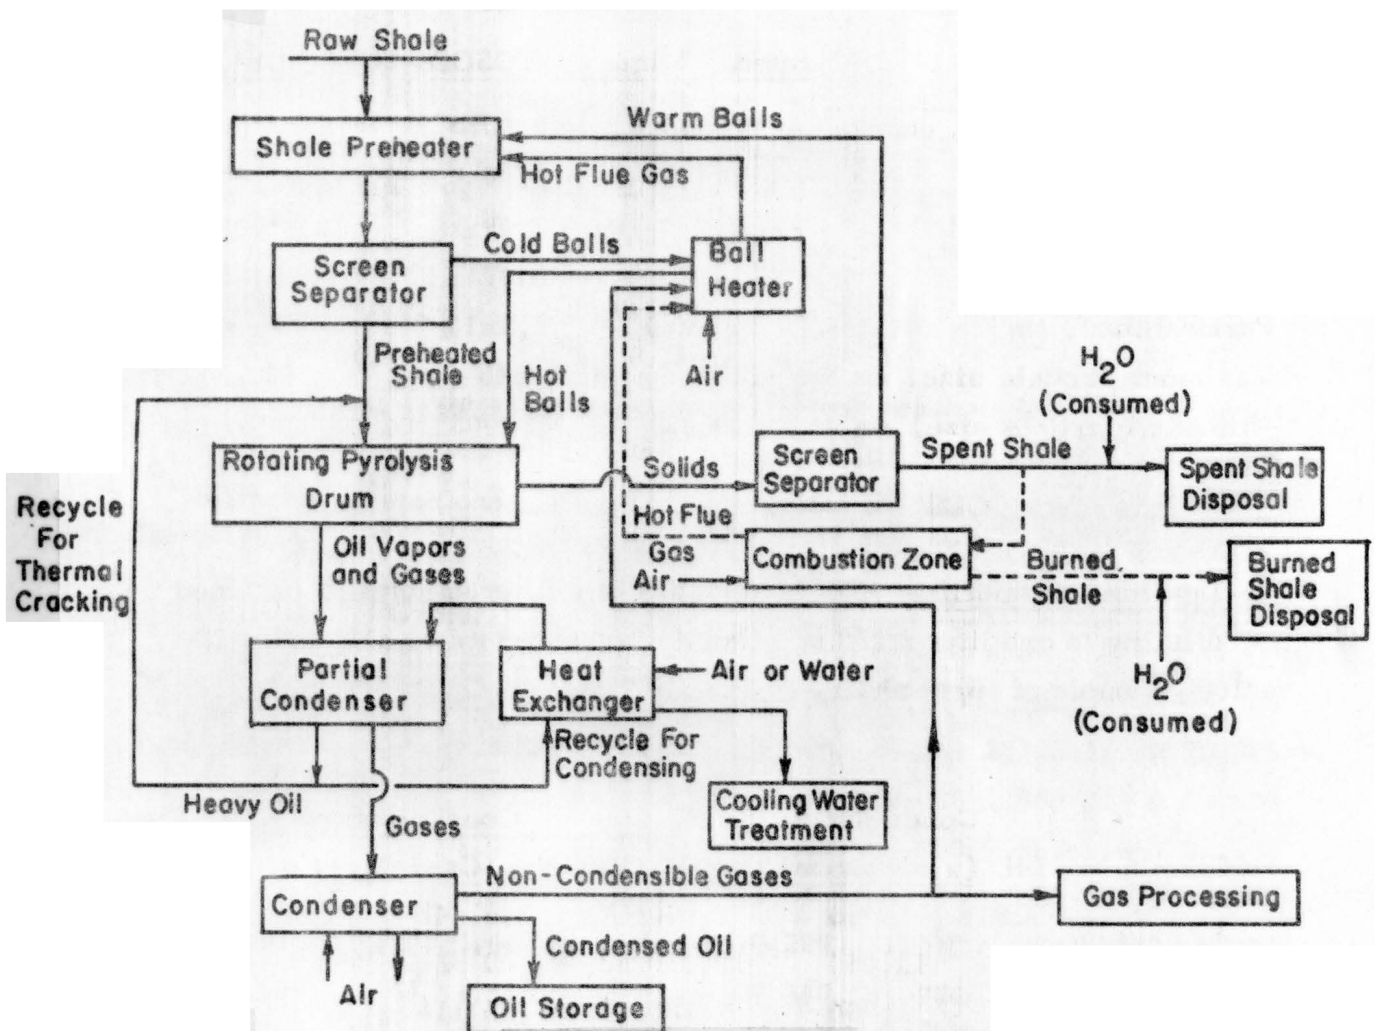 Raw Shale
Warm Balls
Shale Preheater
Hot Flue Gas
Cold Balls
Ball
Heater
Screen
Separator
Preheated
Shale
Hot
Balls
Air
H2O
(Consumed)
Rotating Pyrolysis
Drum
Solids
Screen
Separator
Spent Shale
Spent Shale
Disposal
Recycle
For
Thermal
Cracking
Hot Flue
Gas
Air
Combustion Zone
Burned
Shale
Burned
Shale
Disposal
Oil Vapors
and Gases
Partial
Condenser
Heat
Exchanger
Air or Water
H2O
(Consumed)
Recycle For
Condensing
Heavy Oil
Gases
Cooling Water
Treatment
Condenser
Non-Condensible Gases
Gas Processing
Condensed Oil
Air
Oil Storage